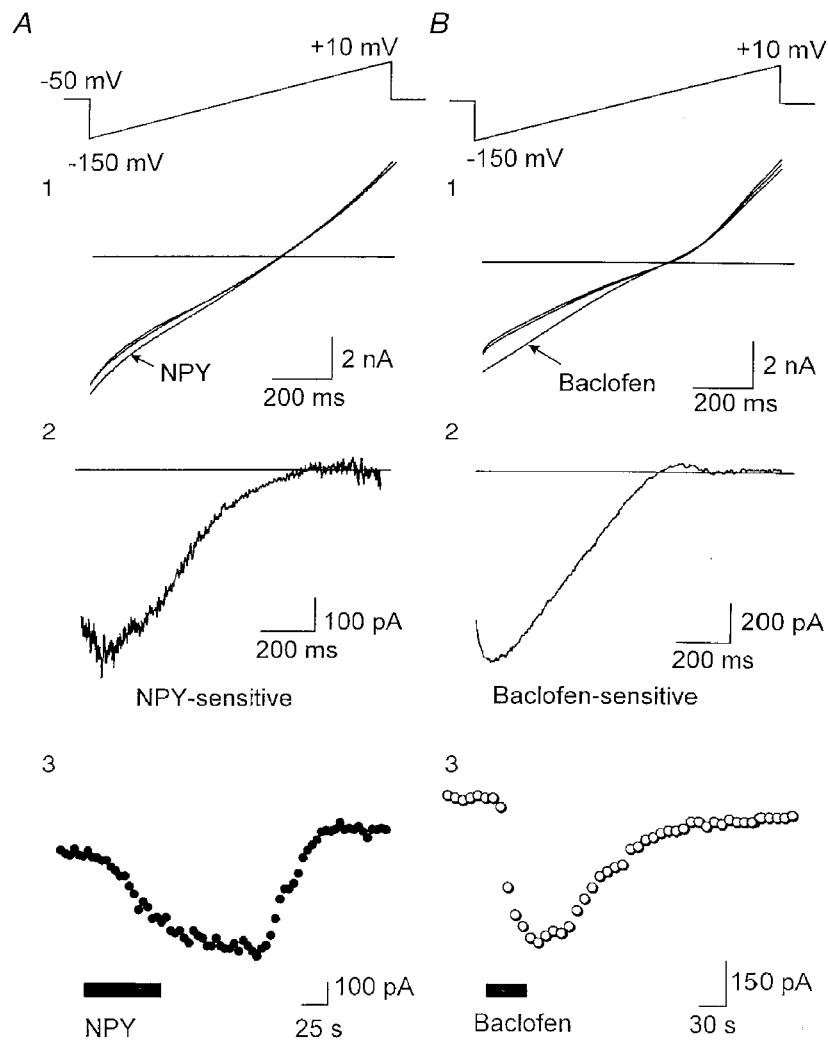 A
-50 mV
+10 mV
-150 mV
1
NPY
2 nA
200 ms
2
100 pA
200 ms
NPY-sensitive
3
NPY
100 pA
25 s
B
+10 mV
-150 mV
1
Baclofen
2 nA
200 ms
2
200 pA
200 ms
Baclofen-sensitive
3
Baclofen
150 pA
30 s